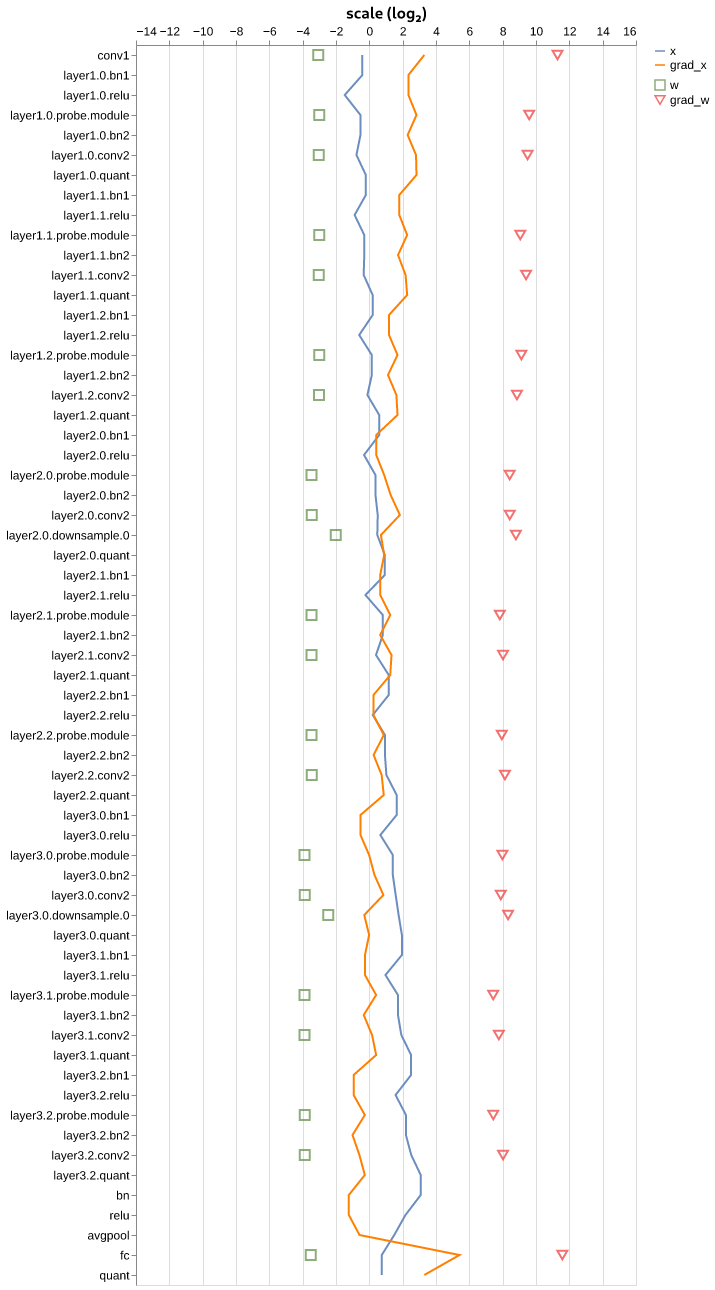 scale (log₂)
−14 −12 −10 −8 −6 −4 −2 0 2 4 6 8 10 12 14 16
x
grad_x
w
grad_w
conv1
layer1.0.bn1
layer1.0.relu
layer1.0.probe.module
layer1.0.bn2
layer1.0.conv2
layer1.0.quant
layer1.1.bn1
layer1.1.relu
layer1.1.probe.module
layer1.1.bn2
layer1.1.conv2
layer1.1.quant
layer1.2.bn1
layer1.2.relu
layer1.2.probe.module
layer1.2.bn2
layer1.2.conv2
layer1.2.quant
layer2.0.bn1
layer2.0.relu
layer2.0.probe.module
layer2.0.bn2
layer2.0.conv2
layer2.0.downsample.0
layer2.0.quant
layer2.1.bn1
layer2.1.relu
layer2.1.probe.module
layer2.1.bn2
layer2.1.conv2
layer2.1.quant
layer2.2.bn1
layer2.2.relu
layer2.2.probe.module
layer2.2.bn2
layer2.2.conv2
layer2.2.quant
layer3.0.bn1
layer3.0.relu
layer3.0.probe.module
layer3.0.bn2
layer3.0.conv2
layer3.0.downsample.0
layer3.0.quant
layer3.1.bn1
layer3.1.relu
layer3.1.probe.module
layer3.1.bn2
layer3.1.conv2
layer3.1.quant
layer3.2.bn1
layer3.2.relu
layer3.2.probe.module
layer3.2.bn2
layer3.2.conv2
layer3.2.quant
bn
relu
avgpool
fc
quant